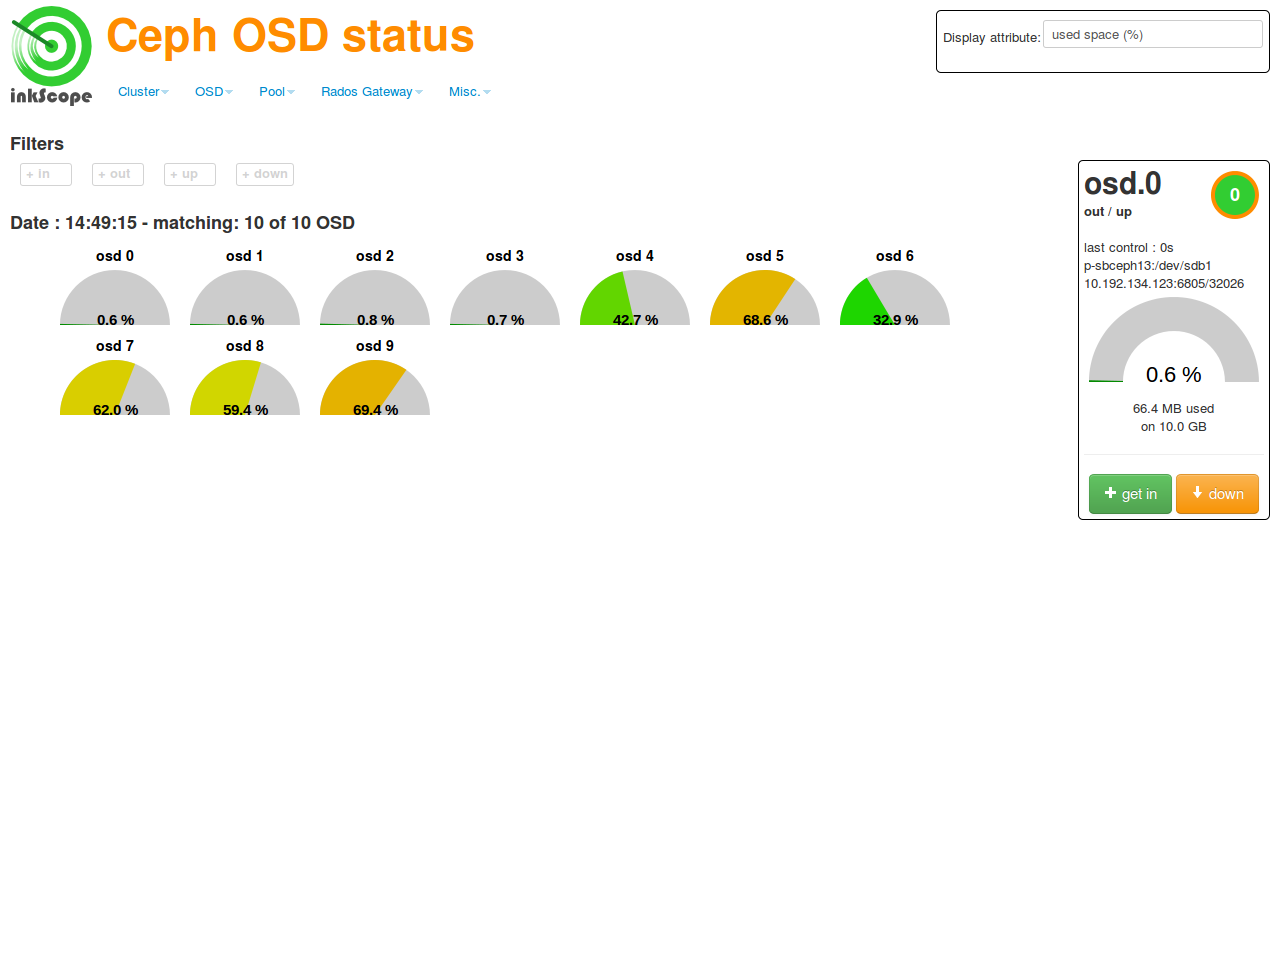 inkScope
Ceph OSD status
Display attribute: used space (%)
Cluster OSD Pool Rados Gateway Misc.
Filters
+ in + out + up + down
Date : 14:49:15 - matching: 10 of 10 OSD
osd 0 osd 1 osd 2 osd 3 osd 4 osd 5 osd 6
0.6 % 0.6 % 0.8 % 0.7 % 42.7 % 68.6 % 32.9 %
osd 7 osd 8 osd 9
62.0 % 59.4 % 69.4 %
osd.0 0
out / up
last control : 0s
p-sbceph13:/dev/sdb1
10.192.134.123:6805/32026
0.6 %
66.4 MB used
on 10.0 GB
get in down